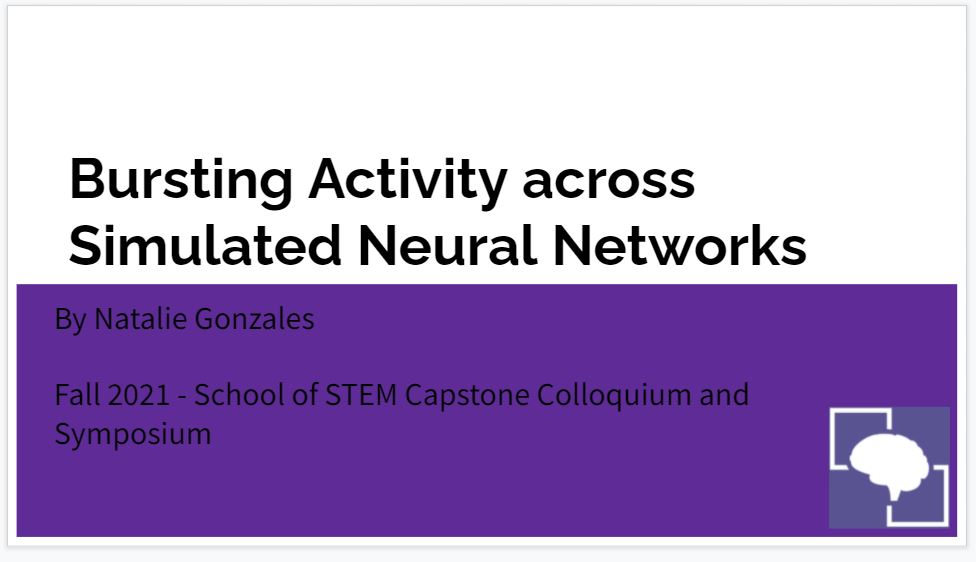 Bursting Activity across
Simulated Neural Networks
By Natalie Gonzales
Fall 2021 - School of STEM Capstone Colloquium and
Symposium